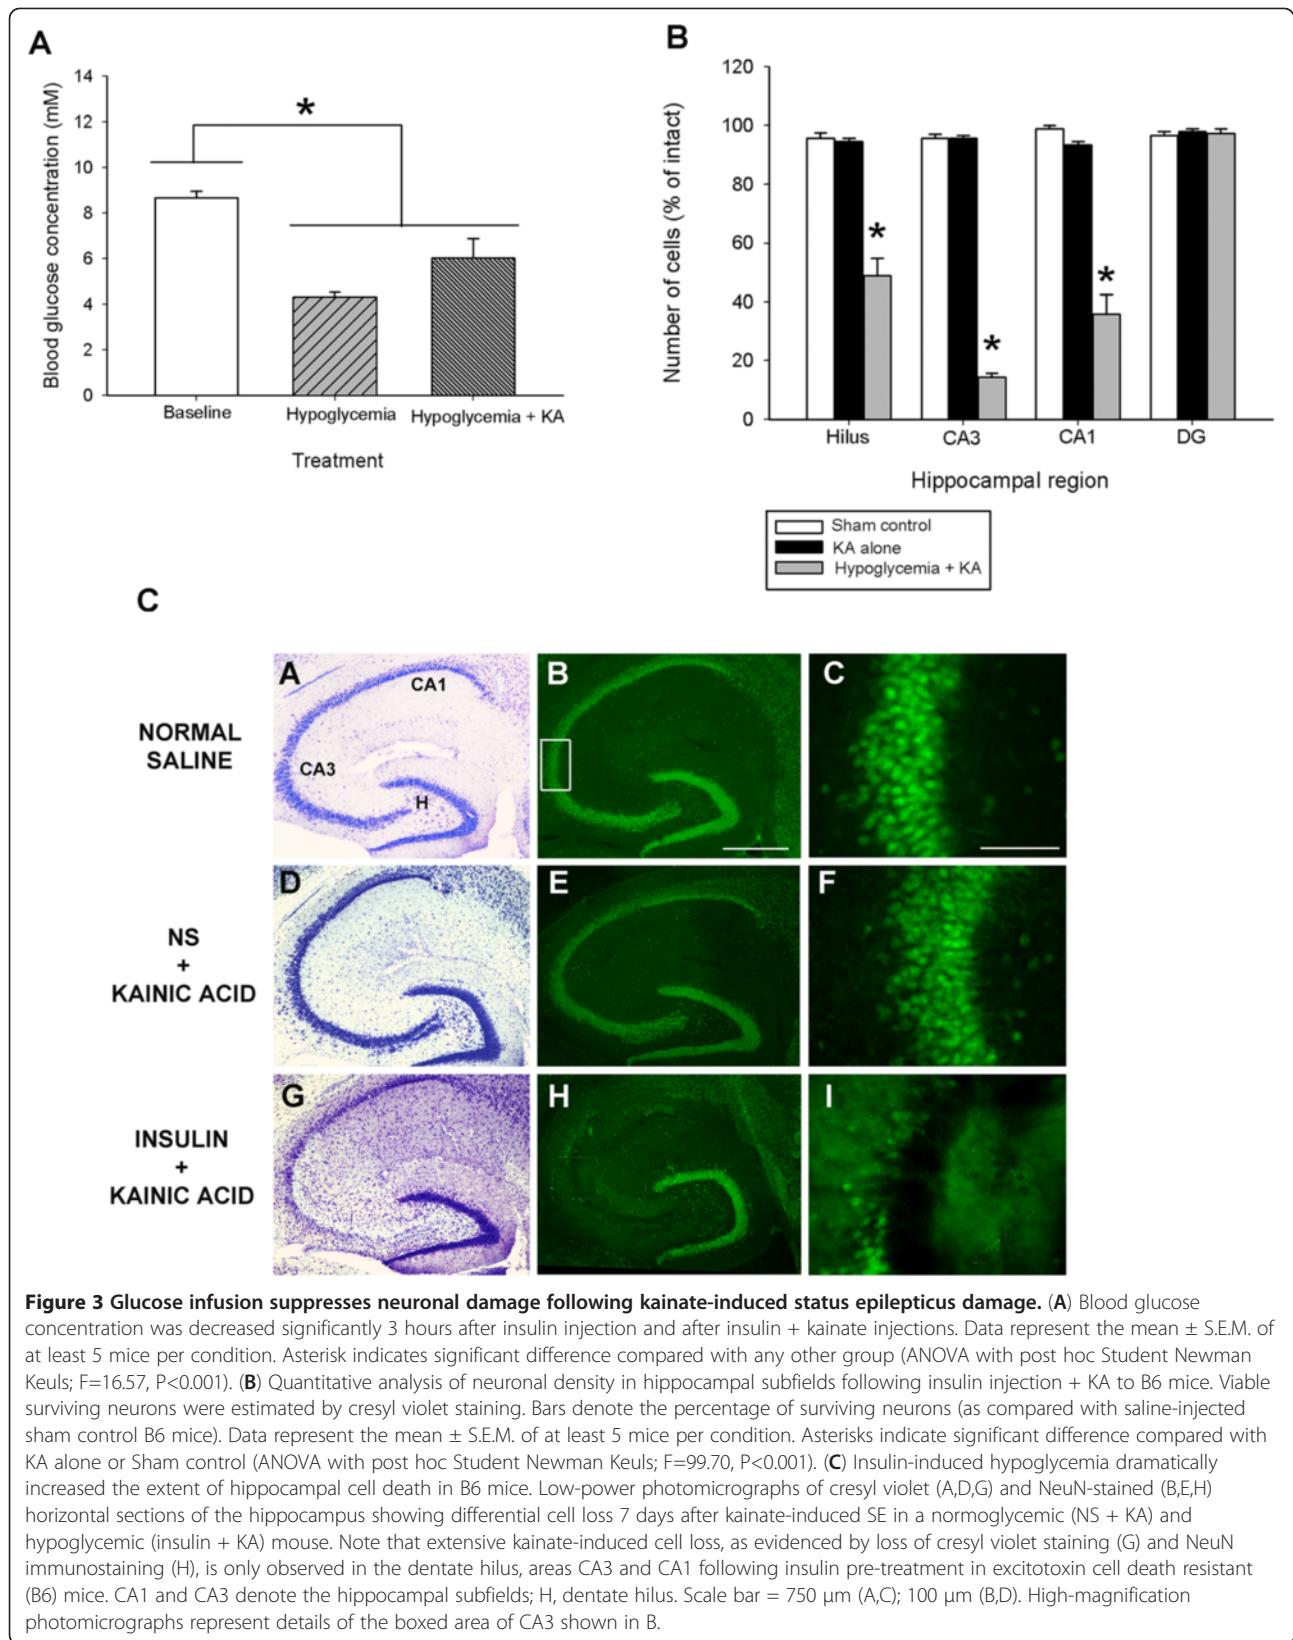 A
Blood glucose concentration (mM)
14
12
10
8
6
4
2
0
*
Baseline
Hypoglycemia
Hypoglycemia + KA
Treatment
B
Number of cells (% of intact)
120
100
80
60
40
20
0
*
*
*
Hilus
CA3
CA1
DG
Hippocampal region
Sham control
KA alone
Hypoglycemia + KA
C
NORMAL
SALINE
A
CA1
CA3
H
B
C
NS
+
KAINIC ACID
D
E
F
INSULIN
+
KAINIC ACID
G
H
I
Figure 3 Glucose infusion suppresses neuronal damage following kainate-induced status epilepticus damage. (A) Blood glucose
concentration was decreased significantly 3 hours after insulin injection and after insulin + kainate injections. Data represent the mean ± S.E.M. of
at least 5 mice per condition. Asterisk indicates significant difference compared with any other group (ANOVA with post hoc Student Newman
Keuls; F=16.57, P<0.001). (B) Quantitative analysis of neuronal density in hippocampal subfields following insulin injection + KA to B6 mice. Viable
surviving neurons were estimated by cresyl violet staining. Bars denote the percentage of surviving neurons (as compared with saline-injected
sham control B6 mice). Data represent the mean ± S.E.M. of at least 5 mice per condition. Asterisks indicate significant difference compared with
KA alone or Sham control (ANOVA with post hoc Student Newman Keuls; F=99.70, P<0.001). (C) Insulin-induced hypoglycemia dramatically
increased the extent of hippocampal cell death in B6 mice. Low-power photomicrographs of cresyl violet (A,D,G) and NeuN-stained (B,E,H)
horizontal sections of the hippocampus showing differential cell loss 7 days after kainate-induced SE in a normoglycemic (NS + KA) and
hypoglycemic (insulin + KA) mouse. Note that extensive kainate-induced cell loss, as evidenced by loss of cresyl violet staining (G) and NeuN
immunostaining (H), is only observed in the dentate hilus, areas CA3 and CA1 following insulin pre-treatment in excitotoxin cell death resistant
(B6) mice. CA1 and CA3 denote the hippocampal subfields; H, dentate hilus. Scale bar = 750 μm (A,C); 100 μm (B,D). High-magnification
photomicrographs represent details of the boxed area of CA3 shown in B.